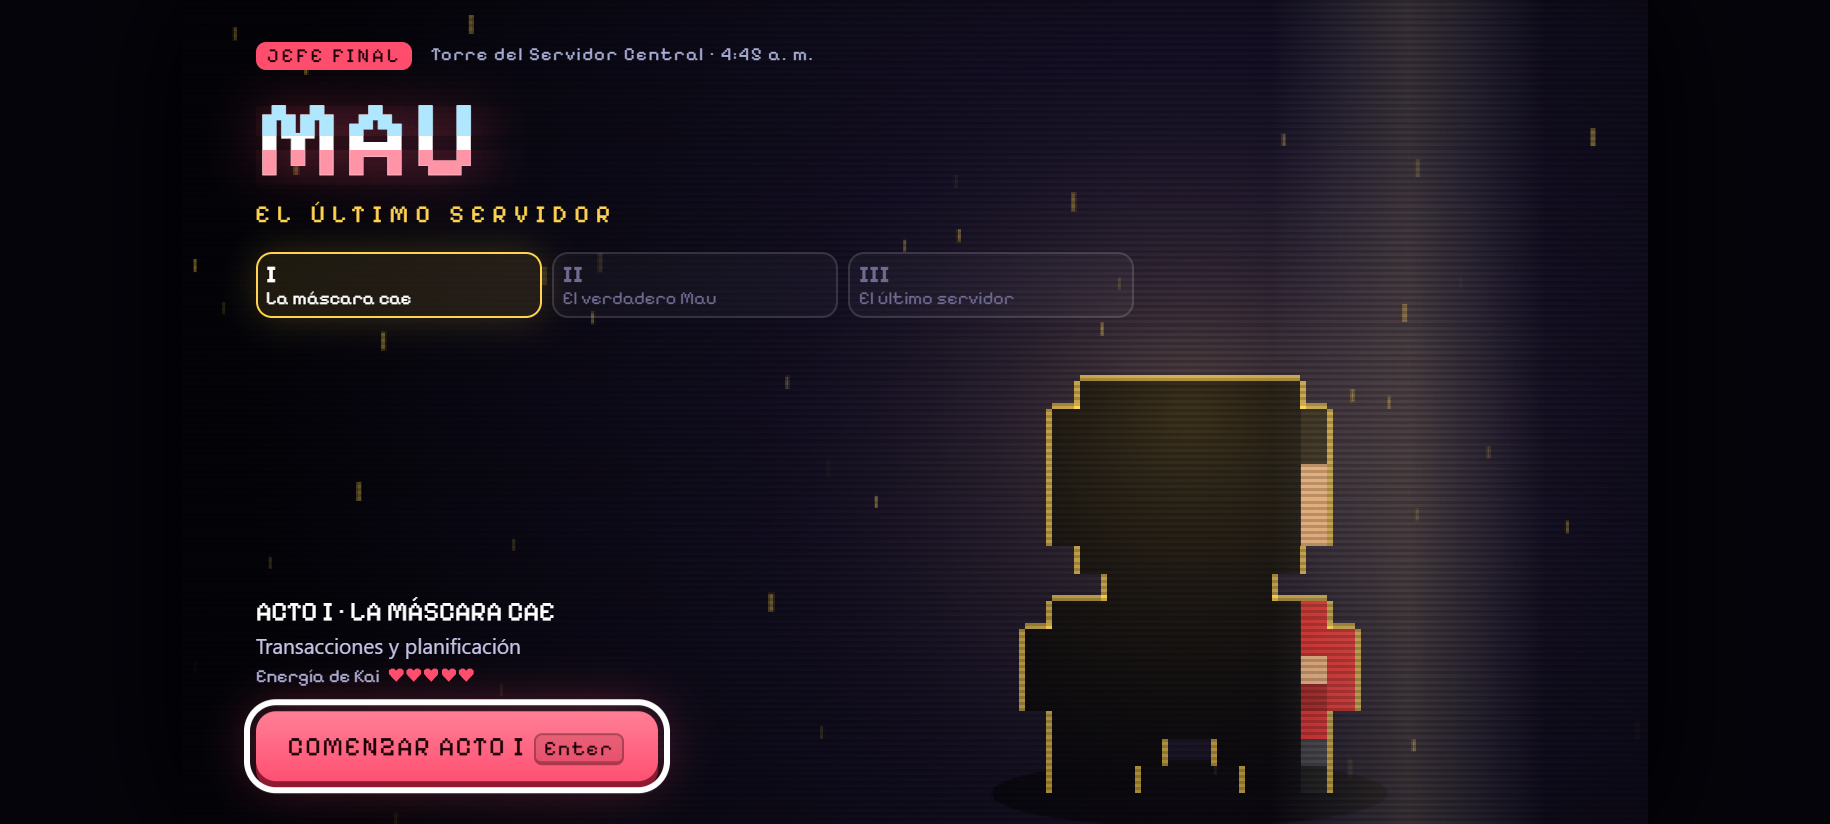 JEFE FINAL
Torre del Servidor Central · 4:48 a. m.
MAU
EL ÚLTIMO SERVIDOR
I
La máscara cae
II
El verdadero Mau
III
El último servidor
ACTO I · LA MÁSCARA CAE
Transacciones y planificación
Energía de Kai ♥♥♥♥♥
COMENZAR ACTO I Enter